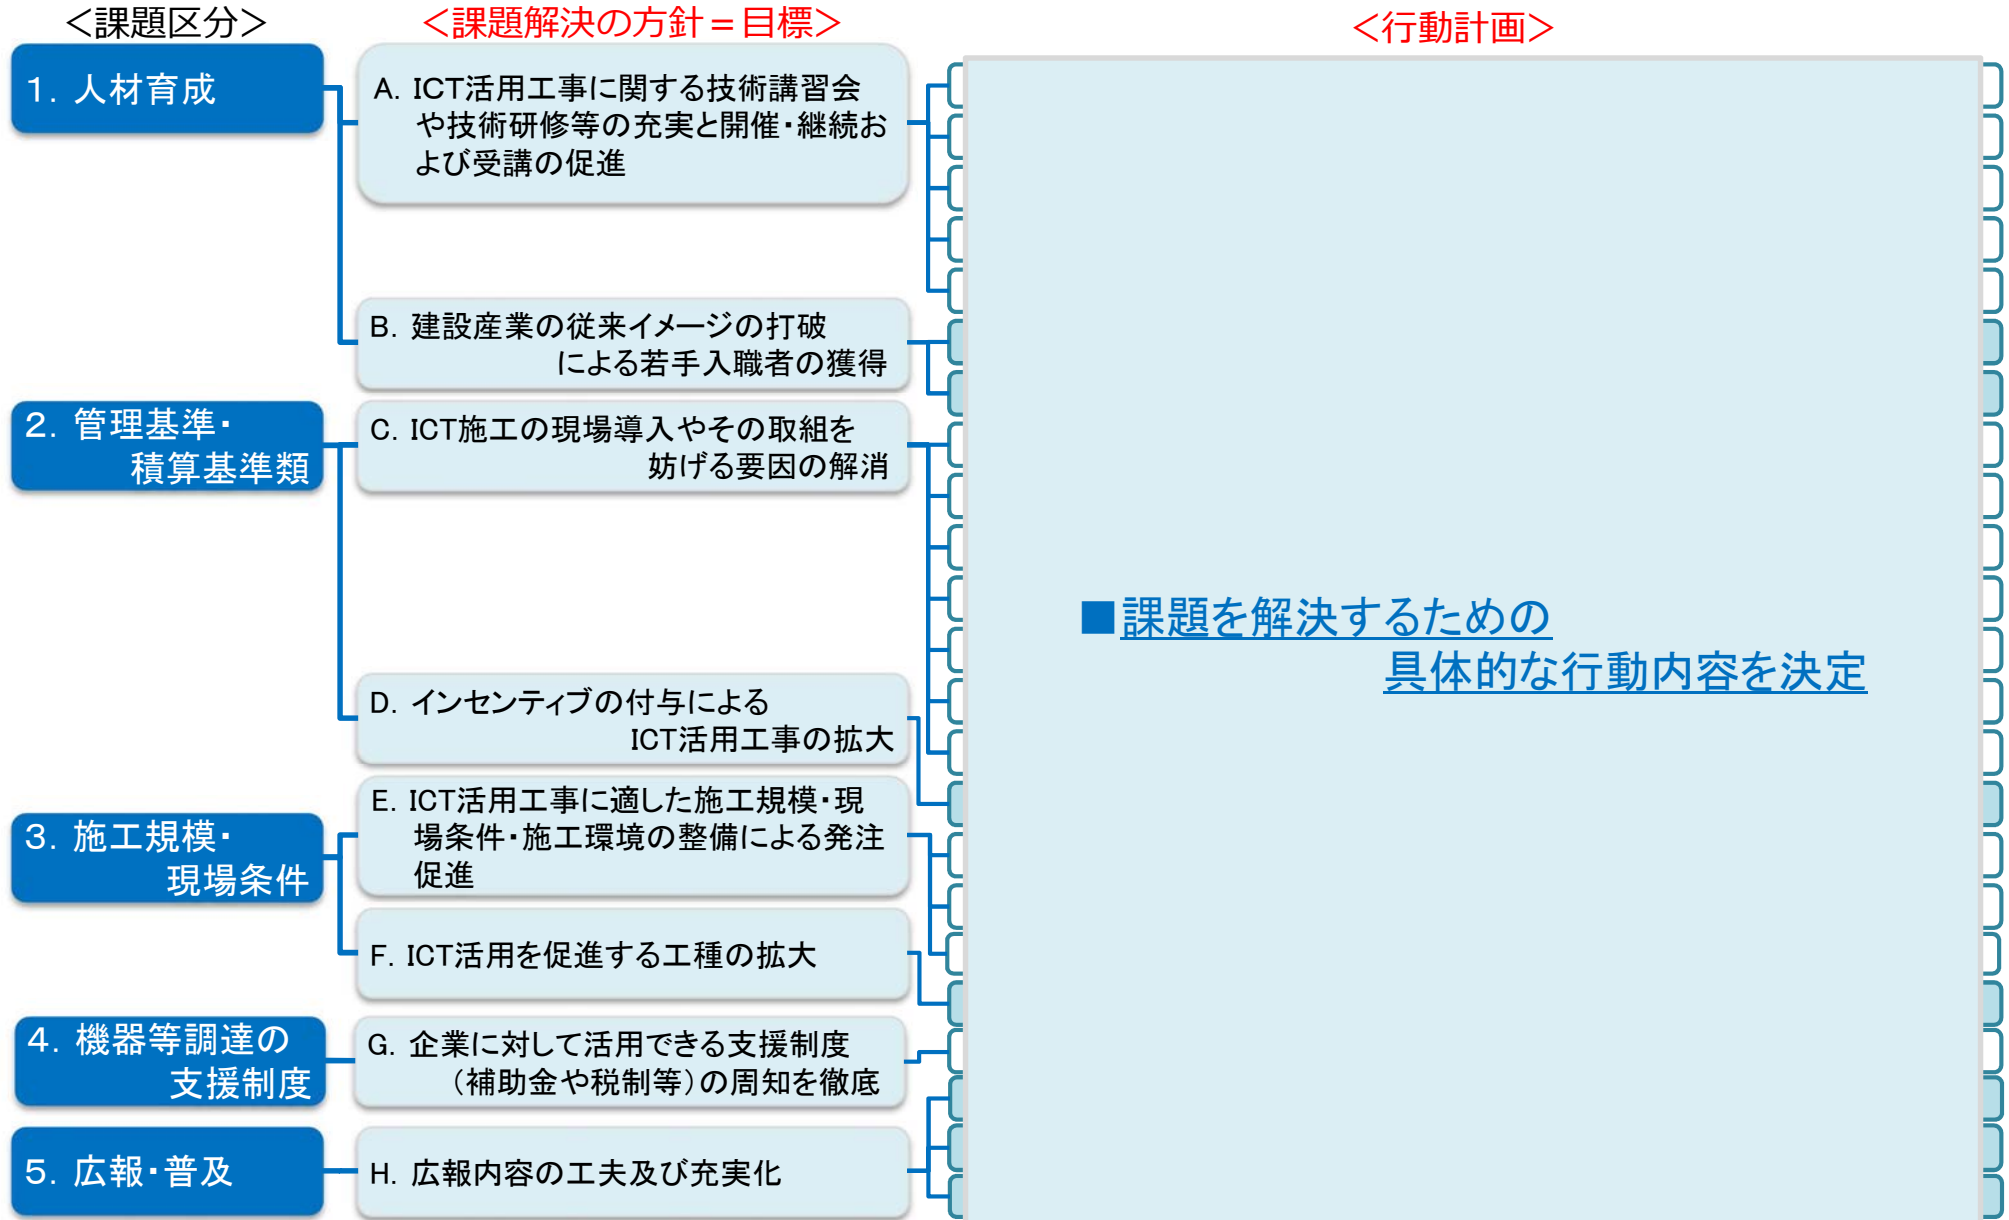 ＜課題区分＞
＜課題解決の方針＝目標＞
＜行動計画＞
１．人材育成
A．ICT活用工事に関する技術講習会
や技術研修等の充実と開催・継続お
よび受講の促進
B．建設産業の従来イメージの打破
による若手入職者の獲得
２．管理基準・
積算基準類
C．ICT施工の現場導入やその取組を
妨げる要因の解消
D．インセンティブの付与による
ICT活用工事の拡大
３．施工規模・
現場条件
E．ICT活用工事に適した施工規模・現
場条件・施工環境の整備による発注
促進
F．ICT活用を促進する工種の拡大
４．機器等調達の
支援制度
G．企業に対して活用できる支援制度
（補助金や税制等）の周知を徹底
５．広報・普及
H．広報内容の工夫及び充実化
■課題を解決するための
具体的な行動内容を決定